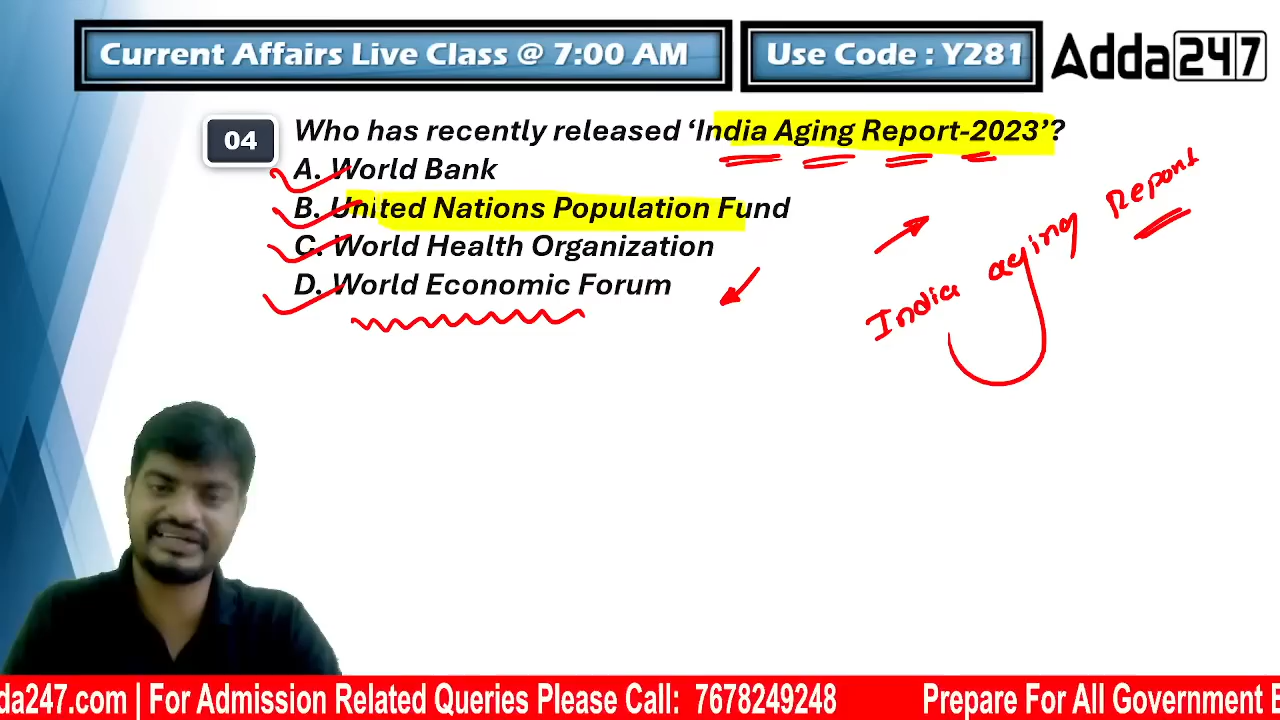 Current Affairs Live Class @ 7:00 AM
Use Code : Y281
Adda247
04
Who has recently released ‘India Aging Report-2023’?
A. World Bank
B. United Nations Population Fund
C. World Health Organization
D. World Economic Forum
India aging Report
da247.com | For Admission Related Queries Please Call: 7678249248 Prepare For All Government E